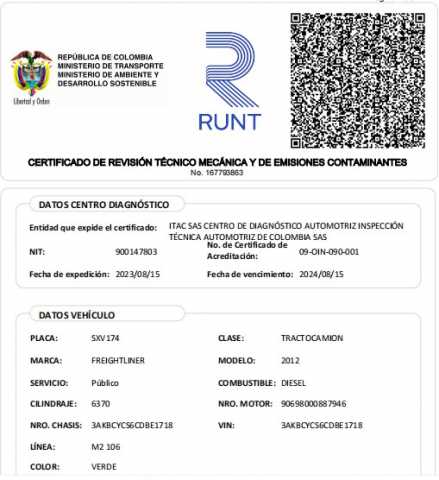 REPÚBLICA DE COLOMBIA
MINISTERIO DE TRANSPORTE
MINISTERIO DE AMBIENTE Y
DESARROLLO SOSTENIBLE
Libertad y Orden
RUNT
CERTIFICADO DE REVISIÓN TÉCNICO MECÁNICA Y DE EMISIONES CONTAMINANTES
No. 167793863
DATOS CENTRO DIAGNÓSTICO
Entidad que expide el certificado: ITAC SAS CENTRO DE DIAGNÓSTICO AUTOMOTRIZ INSPECCIÓN
TÉCNICA AUTOMOTRIZ DE COLOMBIA SAS
NIT: 900147803 No. de Certificado de Acreditación: 09-OIN-090-001
Fecha de expedición: 2023/08/15 Fecha de vencimiento: 2024/08/15
DATOS VEHÍCULO
PLACA: SXV174 CLASE: TRACTOCAMION
MARCA: FREIGHTLINER MODELO: 2012
SERVICIO: Público COMBUSTIBLE: DIESEL
CILINDRAJE: 6370 NRO. MOTOR: 90698000887946
NRO. CHASIS: 3AKBCYCS6CDBE1718 VIN: 3AKBCYCS6CDBE1718
LÍNEA: M2 106
COLOR: VERDE